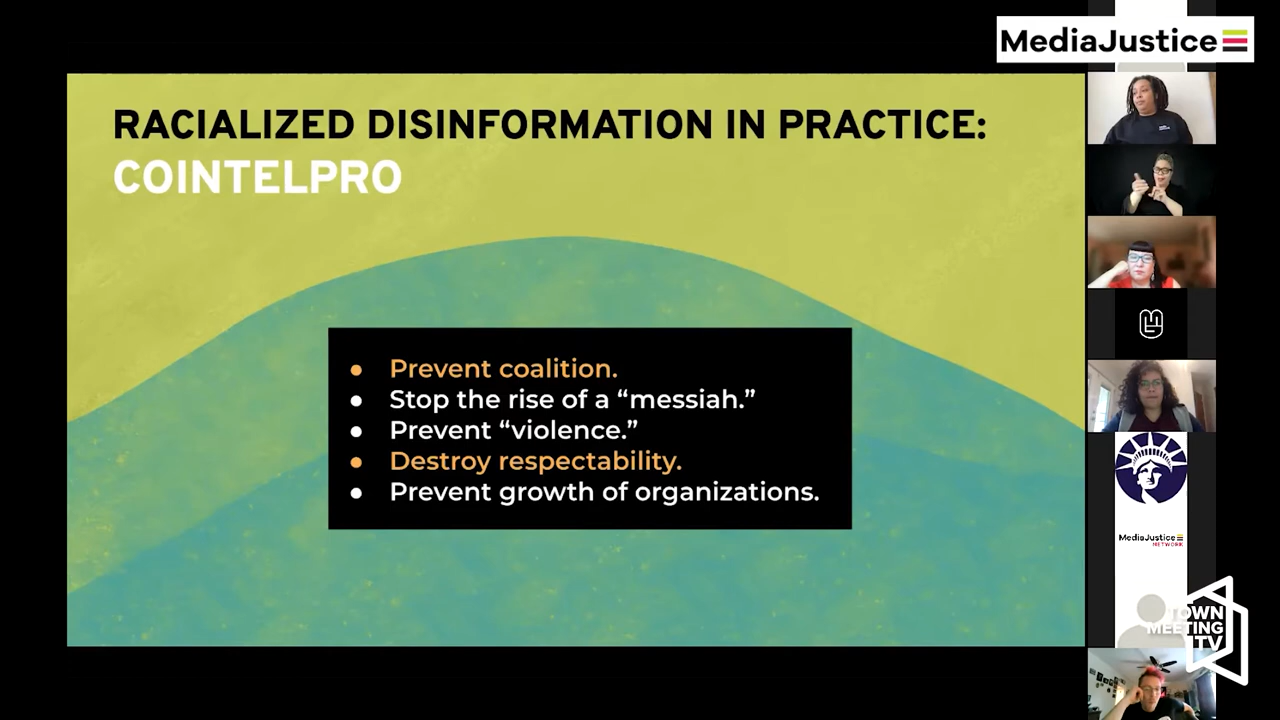 MediaJustice
RACIALIZED DISINFORMATION IN PRACTICE:
COINTELPRO
• Prevent coalition.
• Stop the rise of a “messiah.”
• Prevent “violence.”
• Destroy respectability.
• Prevent growth of organizations.
MediaJustice
NETWORK
TOWN
MEETING
TV